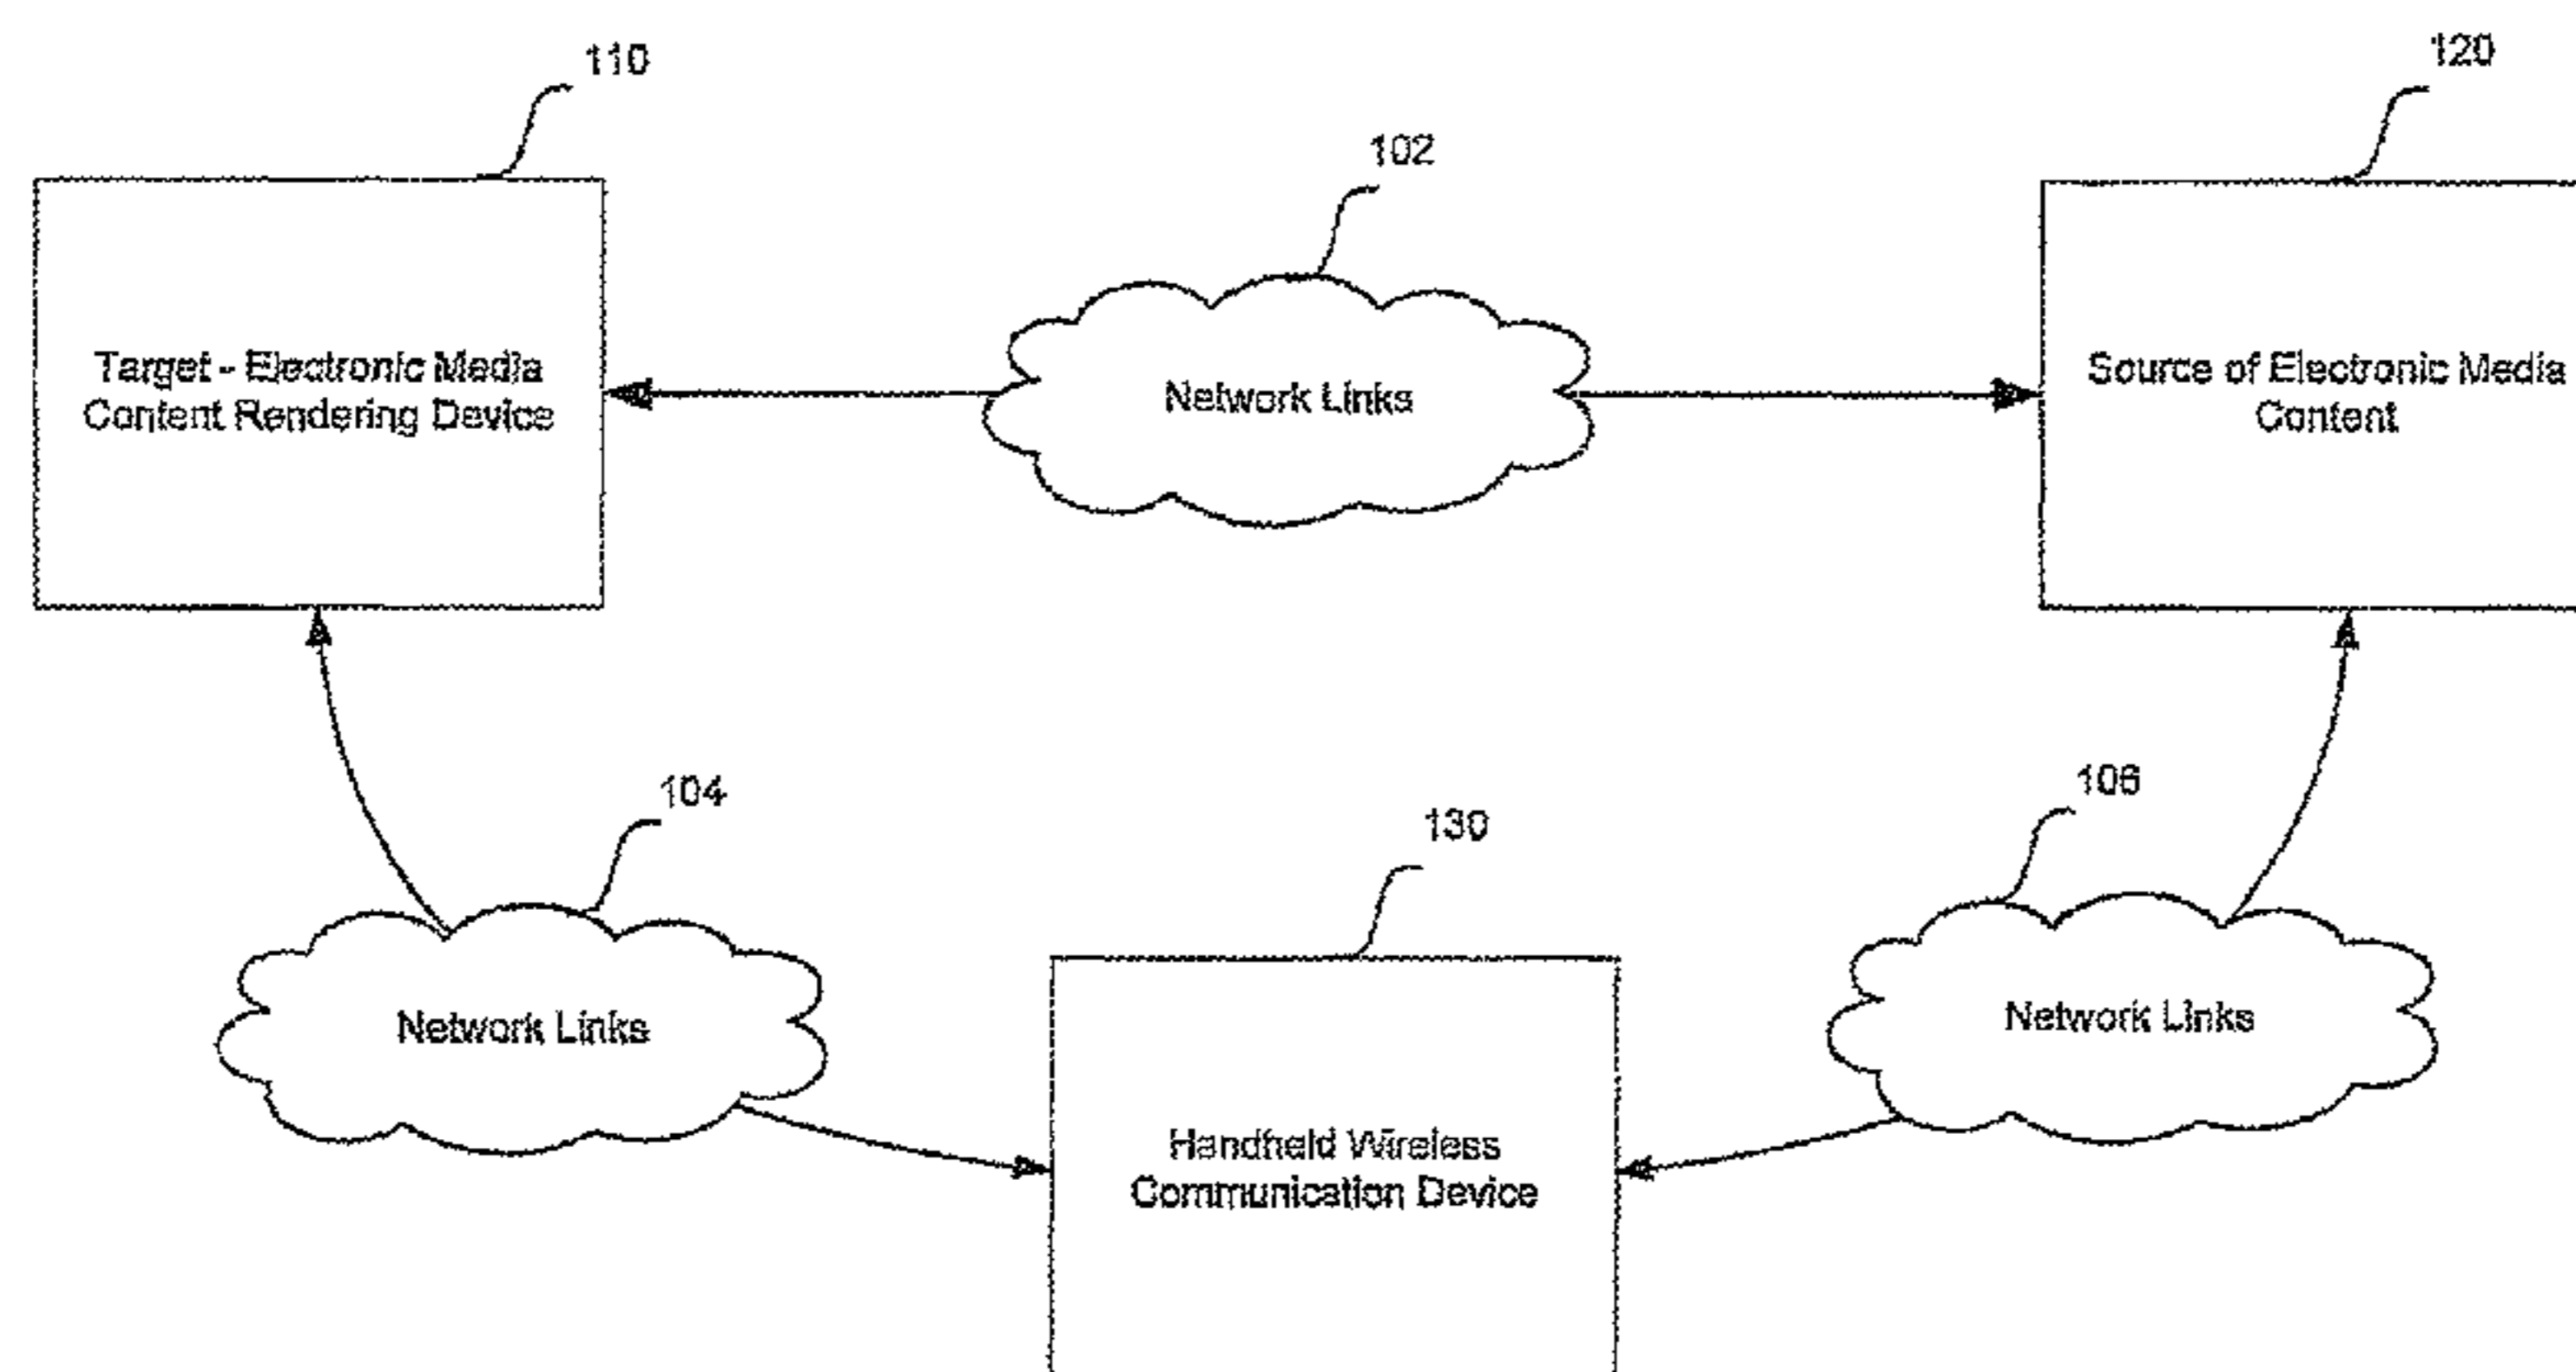 110
120
102
Target - Electronic Media
Content Rendering Device
Network Links
Source of Electronic Media
Content
104
106
130
Network Links
Network Links
Handheld Wireless
Communication Device